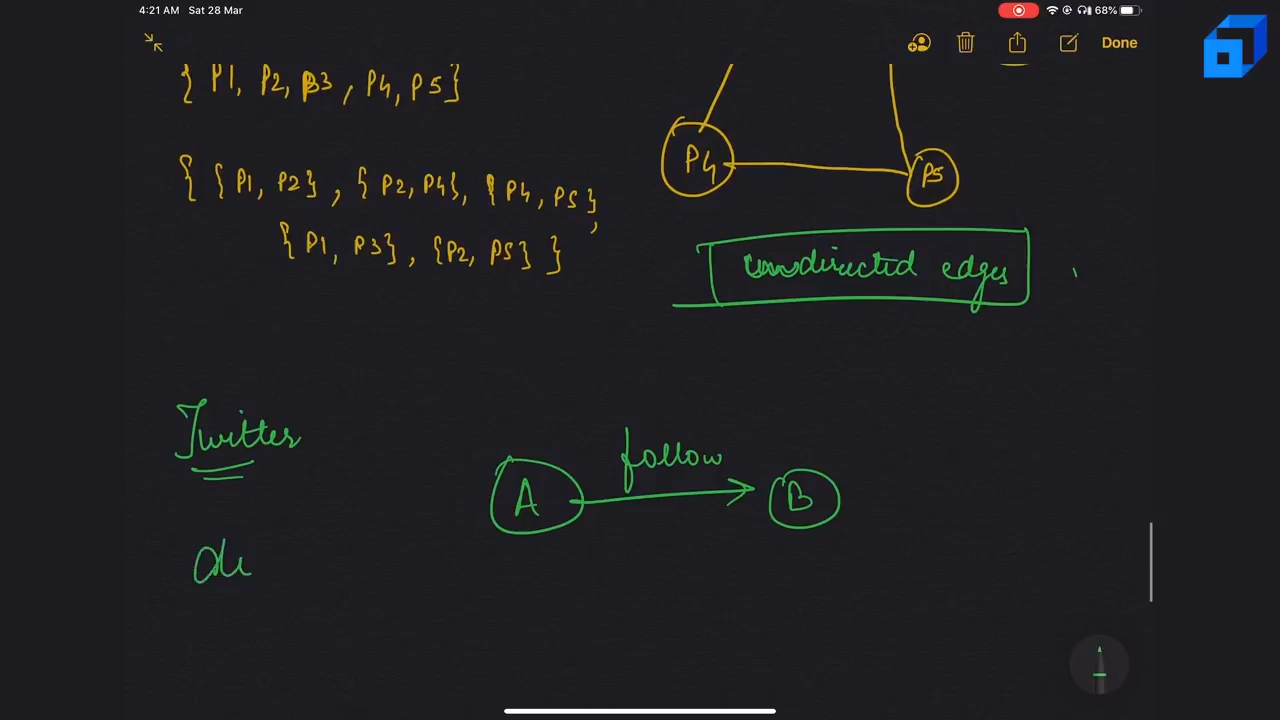 4:21 AM Sat 28 Mar 68%
Done
{ P1, P2, P3, P4, P5}
{ {P1, P2}, {P2, P4}, {P4, P5},
{P1, P3}, {P2, P5} }
P4
P5
undirected edges
Twitter
follow
A
B